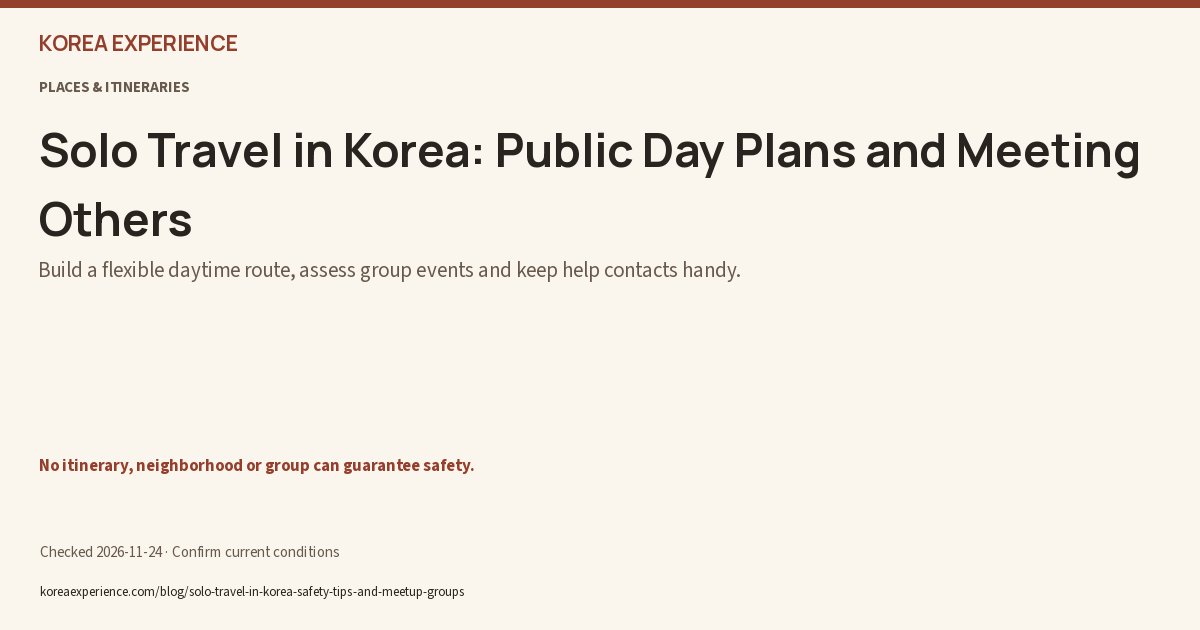 KOREA EXPERIENCE
PLACES & ITINERARIES
Solo Travel in Korea: Public Day Plans and Meeting
Others
Build a flexible daytime route, assess group events and keep help contacts handy.
No itinerary, neighborhood or group can guarantee safety.
Checked 2026-11-24 · Confirm current conditions
koreaexperience.com/blog/solo-travel-in-korea-safety-tips-and-meetup-groups